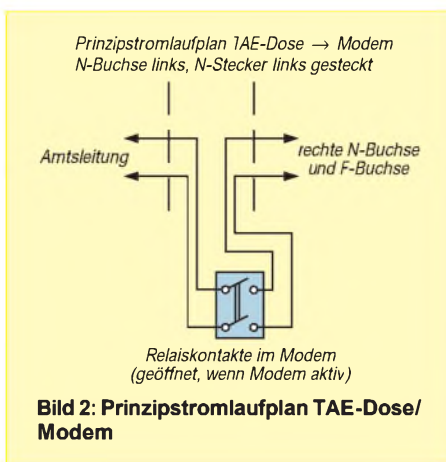 Prinzipstromlaufplan TAE-Dose → Modem
N-Buchse links, N-Stecker links gesteckt
Amtsleitung
rechte N-Buchse
und F-Buchse
Relaiskontakte im Modem
(geöffnet, wenn Modem aktiv)
Bild 2: Prinzipstromlaufplan TAE-Dose/
Modem